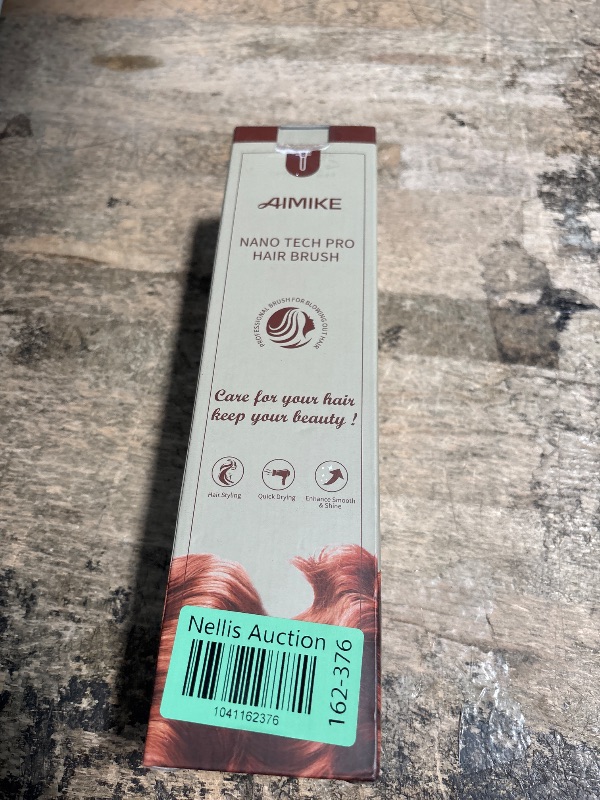 AIMIKE
NANO TECH PRO
HAIR BRUSH
PROFESSIONAL BRUSH FOR BLOWING OUT HAIR
Care for your hair
keep your beauty !
Hair Styling
Quick Drying
Enhance Smooth
& Shine
Nellis Auction
1041162376
162-376